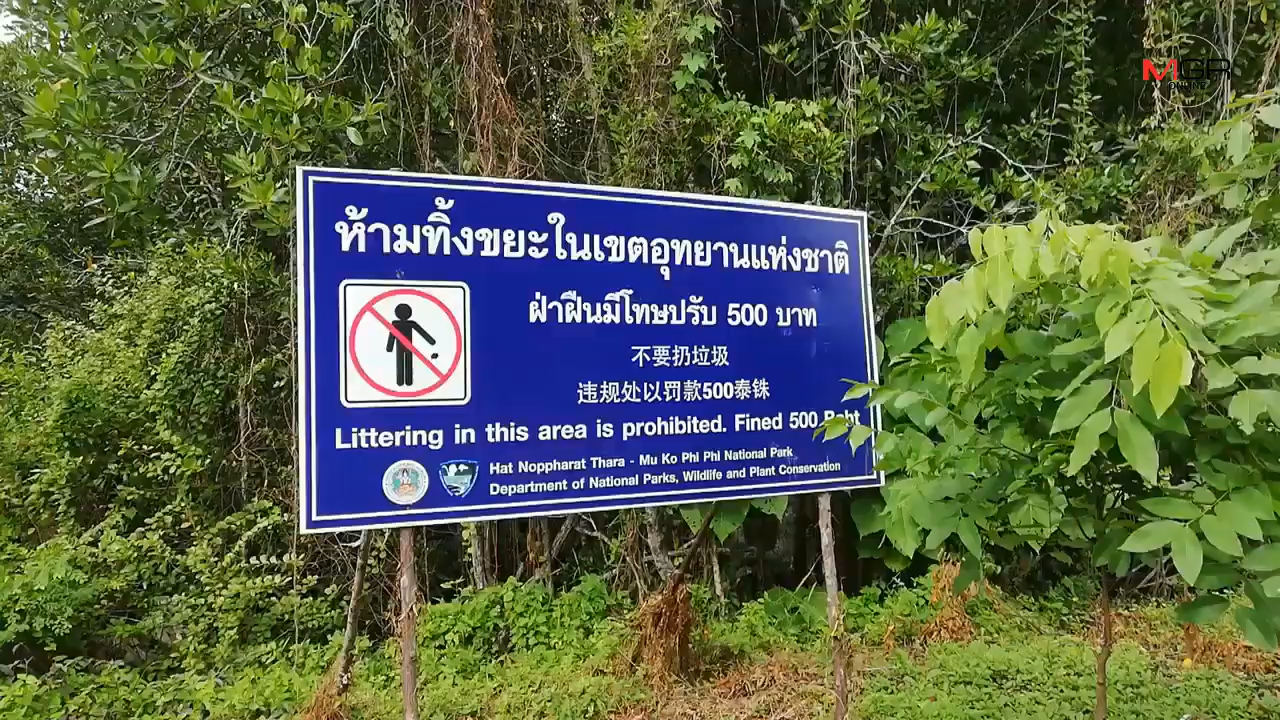 MGR
ONLINE
ห้ามทิ้งขยะในเขตอุทยานแห่งชาติ
ฝ่าฝืนมีโทษปรับ 500 บาท
不要扔垃圾
违规处以罚款500泰铢
Littering in this area is prohibited. Fined 500 Baht
Hat Noppharat Thara - Mu Ko Phi Phi National Park
Department of National Parks, Wildlife and Plant Conservation